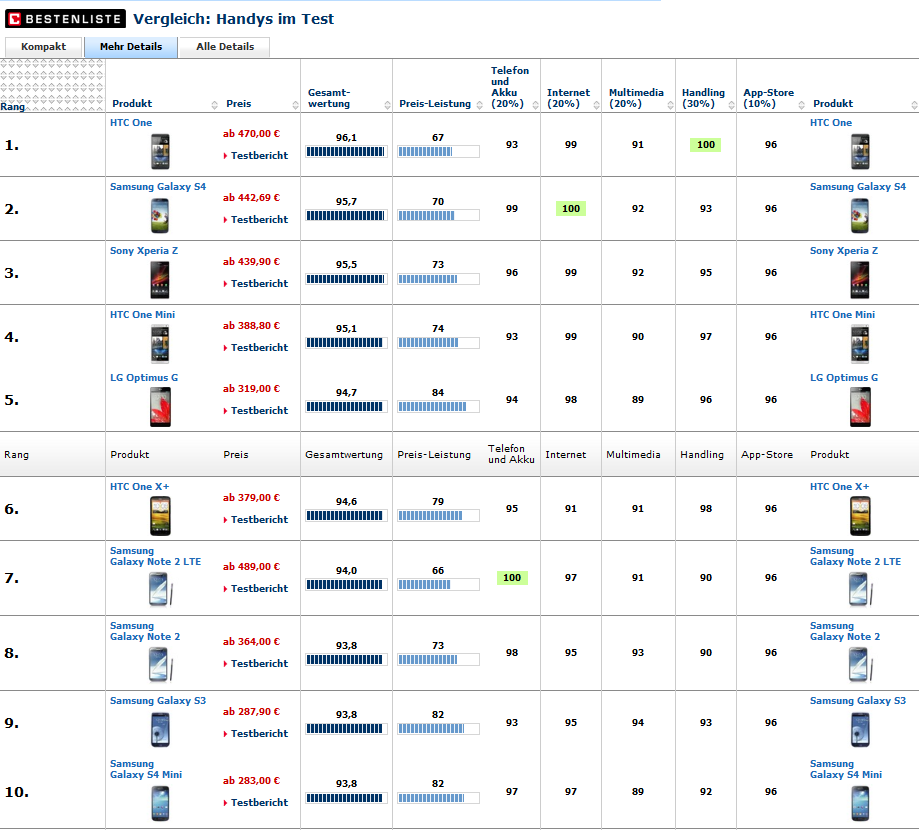 C BESTENLISTE Vergleich: Handys im Test
Kompakt Mehr Details Alle Details
Rang Produkt Preis Gesamt-wertung Preis-Leistung Telefon und Akku (20%) Internet (20%) Multimedia (20%) Handling (30%) App-Store (10%) Produkt
HTC One HTC One
1. ab 470,00 € 96,1 67 93 99 91 100 96
Testbericht
Samsung Galaxy S4 Samsung Galaxy S4
2. ab 442,69 € 95,7 70 99 100 92 93 96
Testbericht
Sony Xperia Z Sony Xperia Z
3. ab 439,90 € 95,5 73 96 99 92 95 96
Testbericht
HTC One Mini HTC One Mini
4. ab 388,80 € 95,1 74 93 99 90 97 96
Testbericht
LG Optimus G LG Optimus G
5. ab 319,00 € 94,7 84 94 98 89 96 96
Testbericht
Rang Produkt Preis Gesamtwertung Preis-Leistung Telefon und Akku Internet Multimedia Handling App-Store Produkt
HTC One X+ HTC One X+
6. ab 379,00 € 94,6 79 95 91 91 98 96
Testbericht
Samsung Samsung
Galaxy Note 2 LTE Galaxy Note 2 LTE
7. ab 489,00 € 94,0 66 100 97 91 90 96
Testbericht
Samsung Samsung
Galaxy Note 2 Galaxy Note 2
8. ab 364,00 € 93,8 73 98 95 93 90 96
Testbericht
Samsung Galaxy S3 Samsung Galaxy S3
9. ab 287,90 € 93,8 82 93 95 94 93 96
Testbericht
Samsung Samsung
Galaxy S4 Mini Galaxy S4 Mini
10. ab 283,00 € 93,8 82 97 97 89 92 96
Testbericht